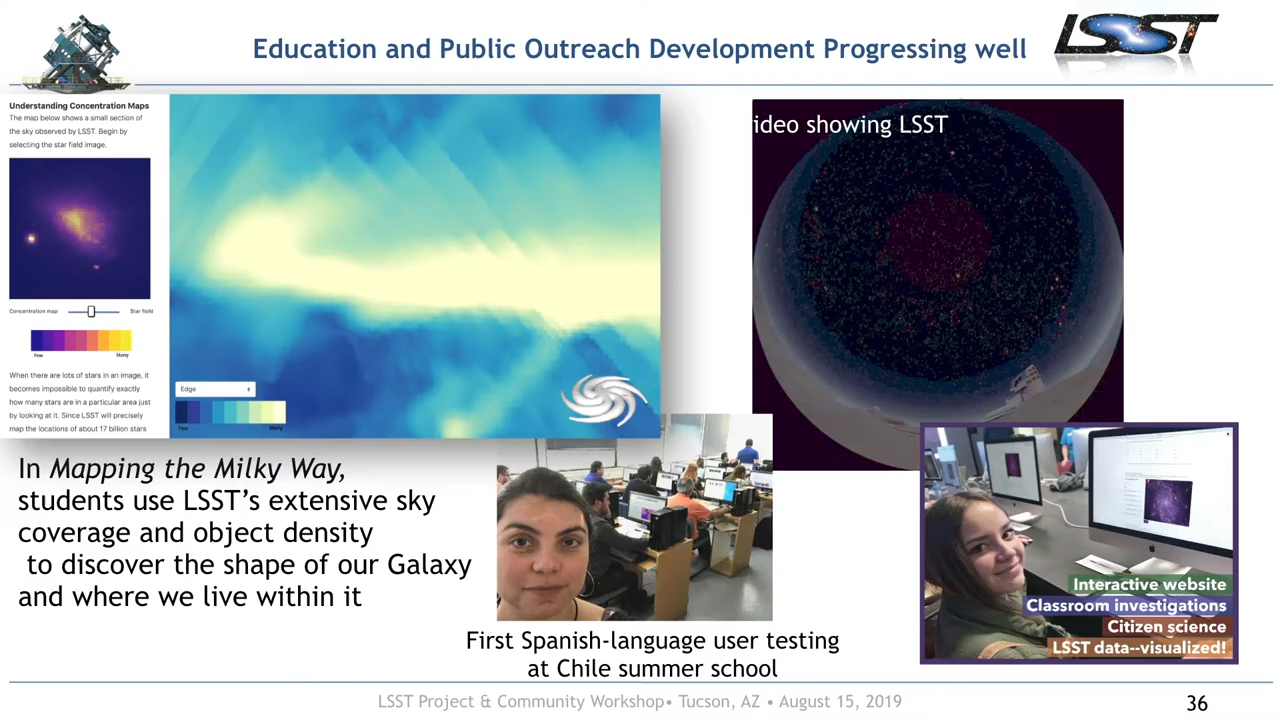 Education and Public Outreach Development Progressing well
LSST
Understanding Concentration Maps
The map below shows a small section of
the sky observed by LSST. Begin by
selecting the star field image.
Concentration map
Star field
Few
Many
When there are lots of stars in an image, it
becomes impossible to quantify exactly
how many stars are in a particular area just
by looking at it. Since LSST will precisely
map the locations of about 17 billion stars
Edge
Few
Many
ideo showing LSST
In Mapping the Milky Way,
students use LSST’s extensive sky
coverage and object density
to discover the shape of our Galaxy
and where we live within it
First Spanish-language user testing
at Chile summer school
Interactive website
Classroom investigations
Citizen science
LSST data--visualized!
LSST Project & Community Workshop• Tucson, AZ • August 15, 2019
36